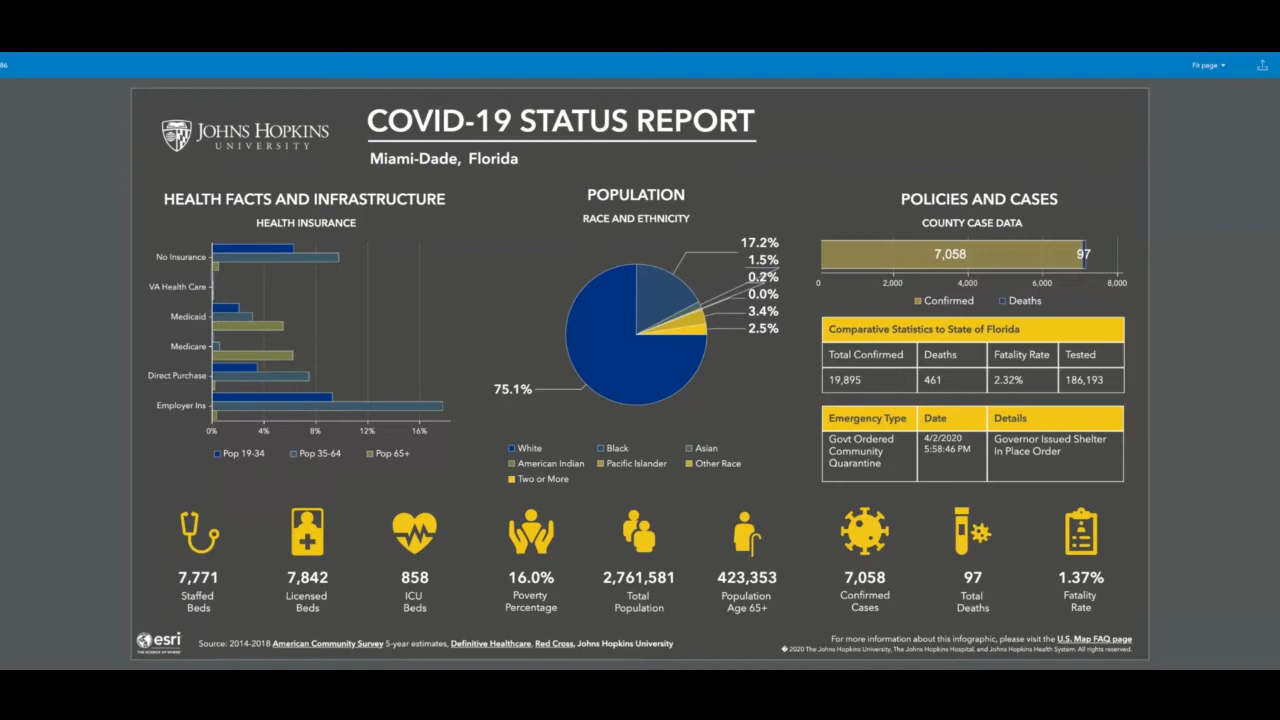 86
Fit page
JOHNS HOPKINS
UNIVERSITY
COVID-19 STATUS REPORT
Miami-Dade, Florida
HEALTH FACTS AND INFRASTRUCTURE
HEALTH INSURANCE
No Insurance
VA Health Care
Medicaid
Medicare
Direct Purchase
Employer Ins
0% 4% 8% 12% 16%
Pop 19-34 Pop 35-64 Pop 65+
POPULATION
RACE AND ETHNICITY
17.2%
1.5%
0.2%
0.0%
3.4%
2.5%
75.1%
White Black Asian
American Indian Pacific Islander Other Race
Two or More
POLICIES AND CASES
COUNTY CASE DATA
7,058 97
0 2,000 4,000 6,000 8,000
Confirmed Deaths
Comparative Statistics to State of Florida
Total Confirmed Deaths Fatality Rate Tested
19,895 461 2.32% 186,193
Emergency Type Date Details
Govt Ordered 4/2/2020 Governor Issued Shelter
Community 5:58:46 PM In Place Order
Quarantine
7,771 7,842 858 16.0% 2,761,581 423,353 7,058 97 1.37%
Staffed Licensed ICU Poverty Total Population Confirmed Total Fatality
Beds Beds Beds Percentage Population Age 65+ Cases Deaths Rate
esri
THE SCIENCE OF WHERE
Source: 2014-2018 American Community Survey 5-year estimates, Definitive Healthcare, Red Cross, Johns Hopkins University
For more information about this infographic, please visit the U.S. Map FAQ page
� 2020 The Johns Hopkins University, The Johns Hopkins Hospital, and Johns Hopkins Health System. All rights reserved.